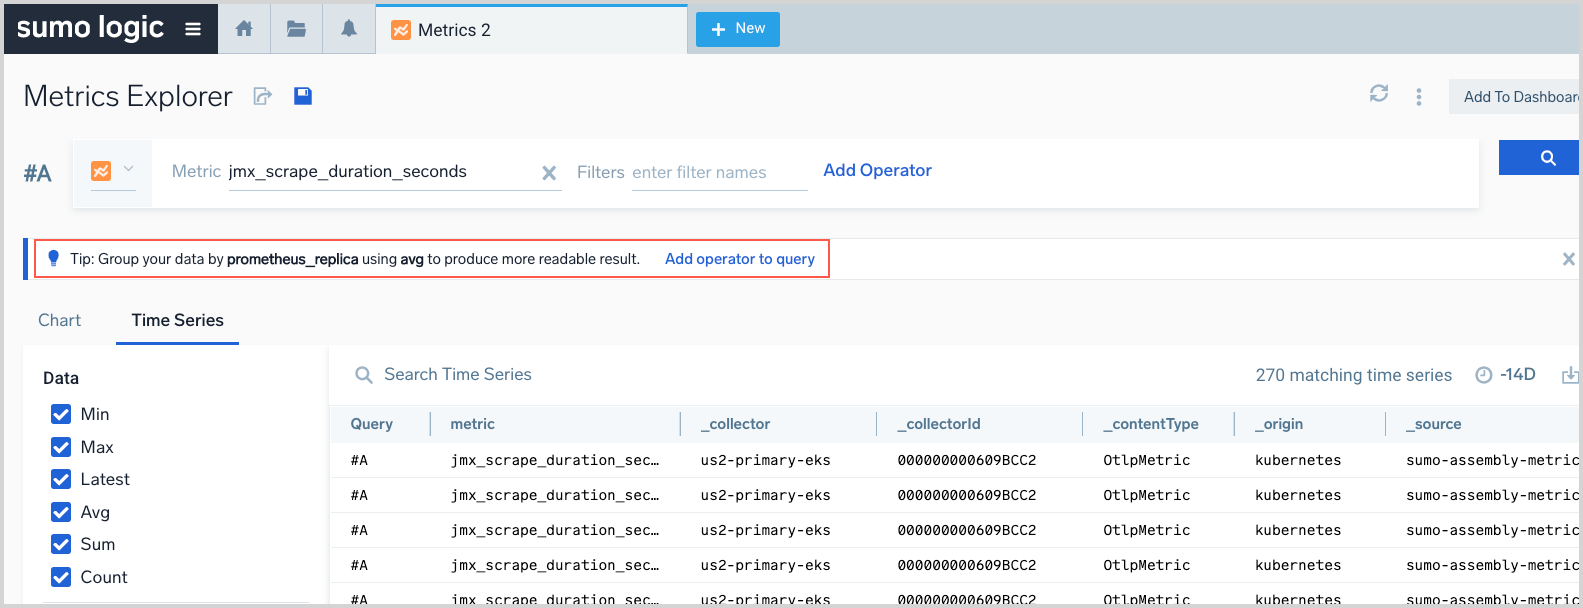 sumo logic
Metrics 2
New
Metrics Explorer
Add To Dashboar
#A
Metric jmx_scrape_duration_seconds
Filters enter filter names
Add Operator
Tip: Group your data by prometheus_replica using avg to produce more readable result. Add operator to query
Chart
Time Series
Data
Min
Max
Latest
Avg
Sum
Count
Search Time Series
270 matching time series
-14D
Query metric _collector _collectorId _contentType _origin _source
#A jmx_scrape_duration_sec… us2-primary-eks 000000000609BCC2 OtlpMetric kubernetes sumo-assembly-metric
#A jmx_scrape_duration_sec… us2-primary-eks 000000000609BCC2 OtlpMetric kubernetes sumo-assembly-metric
#A jmx_scrape_duration_sec… us2-primary-eks 000000000609BCC2 OtlpMetric kubernetes sumo-assembly-metric
#A jmx_scrape_duration_sec… us2-primary-eks 000000000609BCC2 OtlpMetric kubernetes sumo-assembly-metric
#A jmx_scrape_duration_sec… us2-primary-eks 000000000609BCC2 OtlpMetric kubernetes sumo-assembly-metric